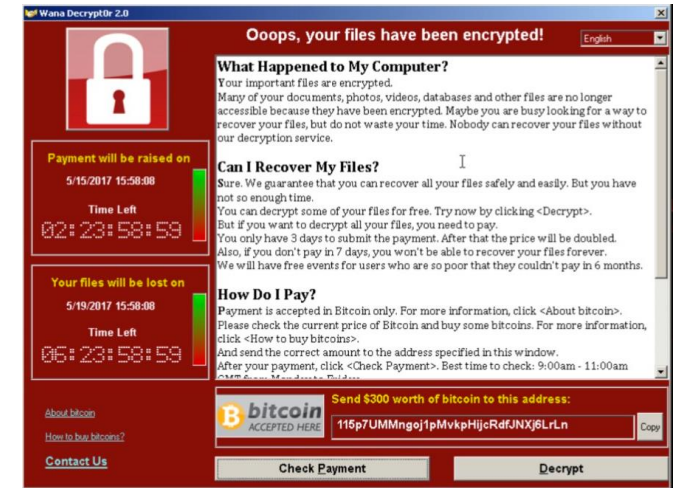 Wana Decrypt0r 2.0
Ooops, your files have been encrypted!
English
What Happened to My Computer?
Your important files are encrypted.
Many of your documents, photos, videos, databases and other files are no longer
accessible because they have been encrypted. Maybe you are busy looking for a way to
recover your files, but do not waste your time. Nobody can recover your files without
our decryption service.
Can I Recover My Files?
Sure. We guarantee that you can recover all your files safely and easily. But you have
not so enough time.
You can decrypt some of your files for free. Try now by clicking <Decrypt>.
But if you want to decrypt all your files, you need to pay.
You only have 3 days to submit the payment. After that the price will be doubled.
Also, if you don't pay in 7 days, you won't be able to recover your files forever.
We will have free events for users who are so poor that they couldn't pay in 6 months.
How Do I Pay?
Payment is accepted in Bitcoin only. For more information, click <About bitcoin>.
Please check the current price of Bitcoin and buy some bitcoins. For more information,
click <How to buy bitcoins>.
And send the correct amount to the address specified in this window.
After your payment, click <Check Payment>. Best time to check: 9:00am - 11:00am
GMT from Monday to Friday.
Payment will be raised on
5/15/2017 15:58:08
Time Left
02:23:58:59
Your files will be lost on
5/19/2017 15:58:08
Time Left
06:23:58:59
About bitcoin
How to buy bitcoins?
Contact Us
bitcoin
ACCEPTED HERE
Send $300 worth of bitcoin to this address:
115p7UMMngoj1pMvkpHijcRdfJNXj6LrLn
Copy
Check Payment
Decrypt